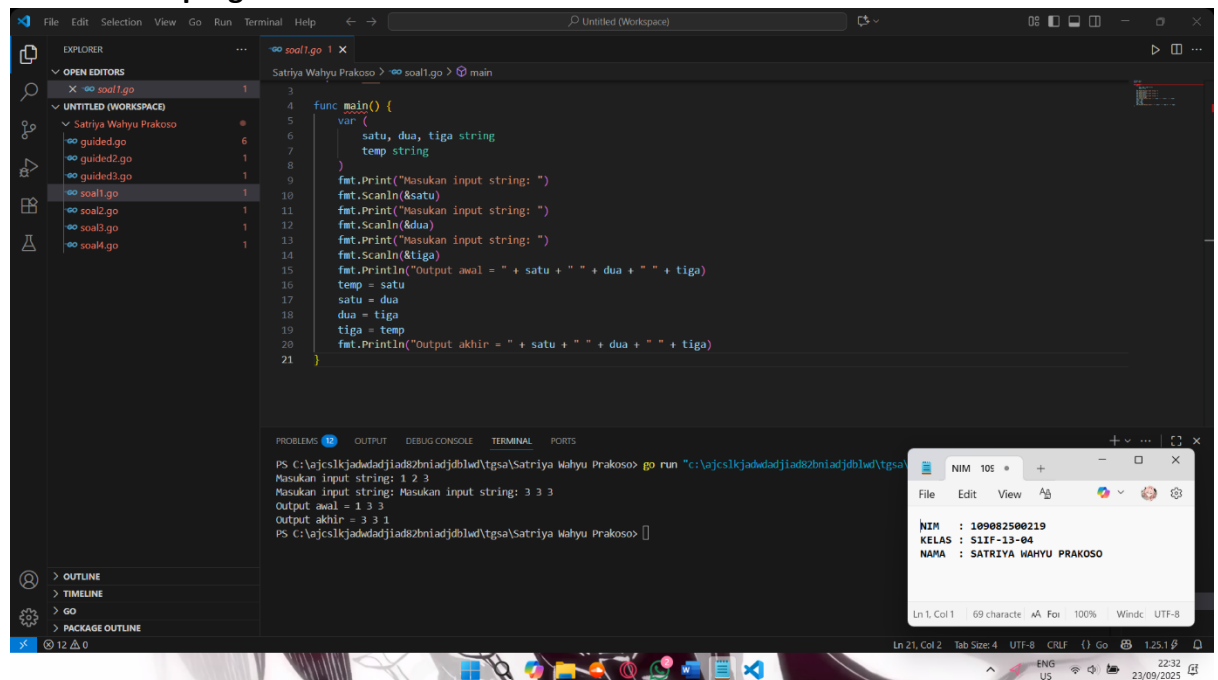 File Edit Selection View Go Run Terminal Help
Untitled (Workspace)
EXPLORER
OPEN EDITORS
soal1.go 1
UNTITLED (WORKSPACE)
Satriya Wahyu Prakoso
guided.go 6
guided2.go 1
guided3.go 1
soal1.go 1
soal2.go 1
soal3.go 1
soal4.go 1
OUTLINE
TIMELINE
GO
PACKAGE OUTLINE
soal1.go 1
Satriya Wahyu Prakoso > soal1.go > main
3
4 func main() {
5 var (
6 satu, dua, tiga string
7 temp string
8 )
9 fmt.Print("Masukan input string: ")
10 fmt.Scanln(&satu)
11 fmt.Print("Masukan input string: ")
12 fmt.Scanln(&dua)
13 fmt.Print("Masukan input string: ")
14 fmt.Scanln(&tiga)
15 fmt.Println("Output awal = " + satu + " " + dua + " " + tiga)
16 temp = satu
17 satu = dua
18 dua = tiga
19 tiga = temp
20 fmt.Println("Output akhir = " + satu + " " + dua + " " + tiga)
21 }
PROBLEMS 12 OUTPUT DEBUG CONSOLE TERMINAL PORTS
PS C:\ajcslkjadwdadjiad82bniadjdblwd\tgsa\Satriya Wahyu Prakoso> go run "c:\ajcslkjadwdadjiad82bniadjdblwd\tgsa\
Masukan input string: 1 2 3
Masukan input string: Masukan input string: 3 3 3
Output awal = 1 3 3
Output akhir = 3 3 1
PS C:\ajcslkjadwdadjiad82bniadjdblwd\tgsa\Satriya Wahyu Prakoso>
NIM 109
File Edit View
NIM : 109082500219
KELAS : S1IF-13-04
NAMA : SATRIYA WAHYU PRAKOSO
Ln 1, Col 1 69 characte For 100% Windc UTF-8
12 0
Ln 21, Col 2 Tab Size: 4 UTF-8 CRLF {} Go 1.25.1
ENG
US
22:32
23/09/2025